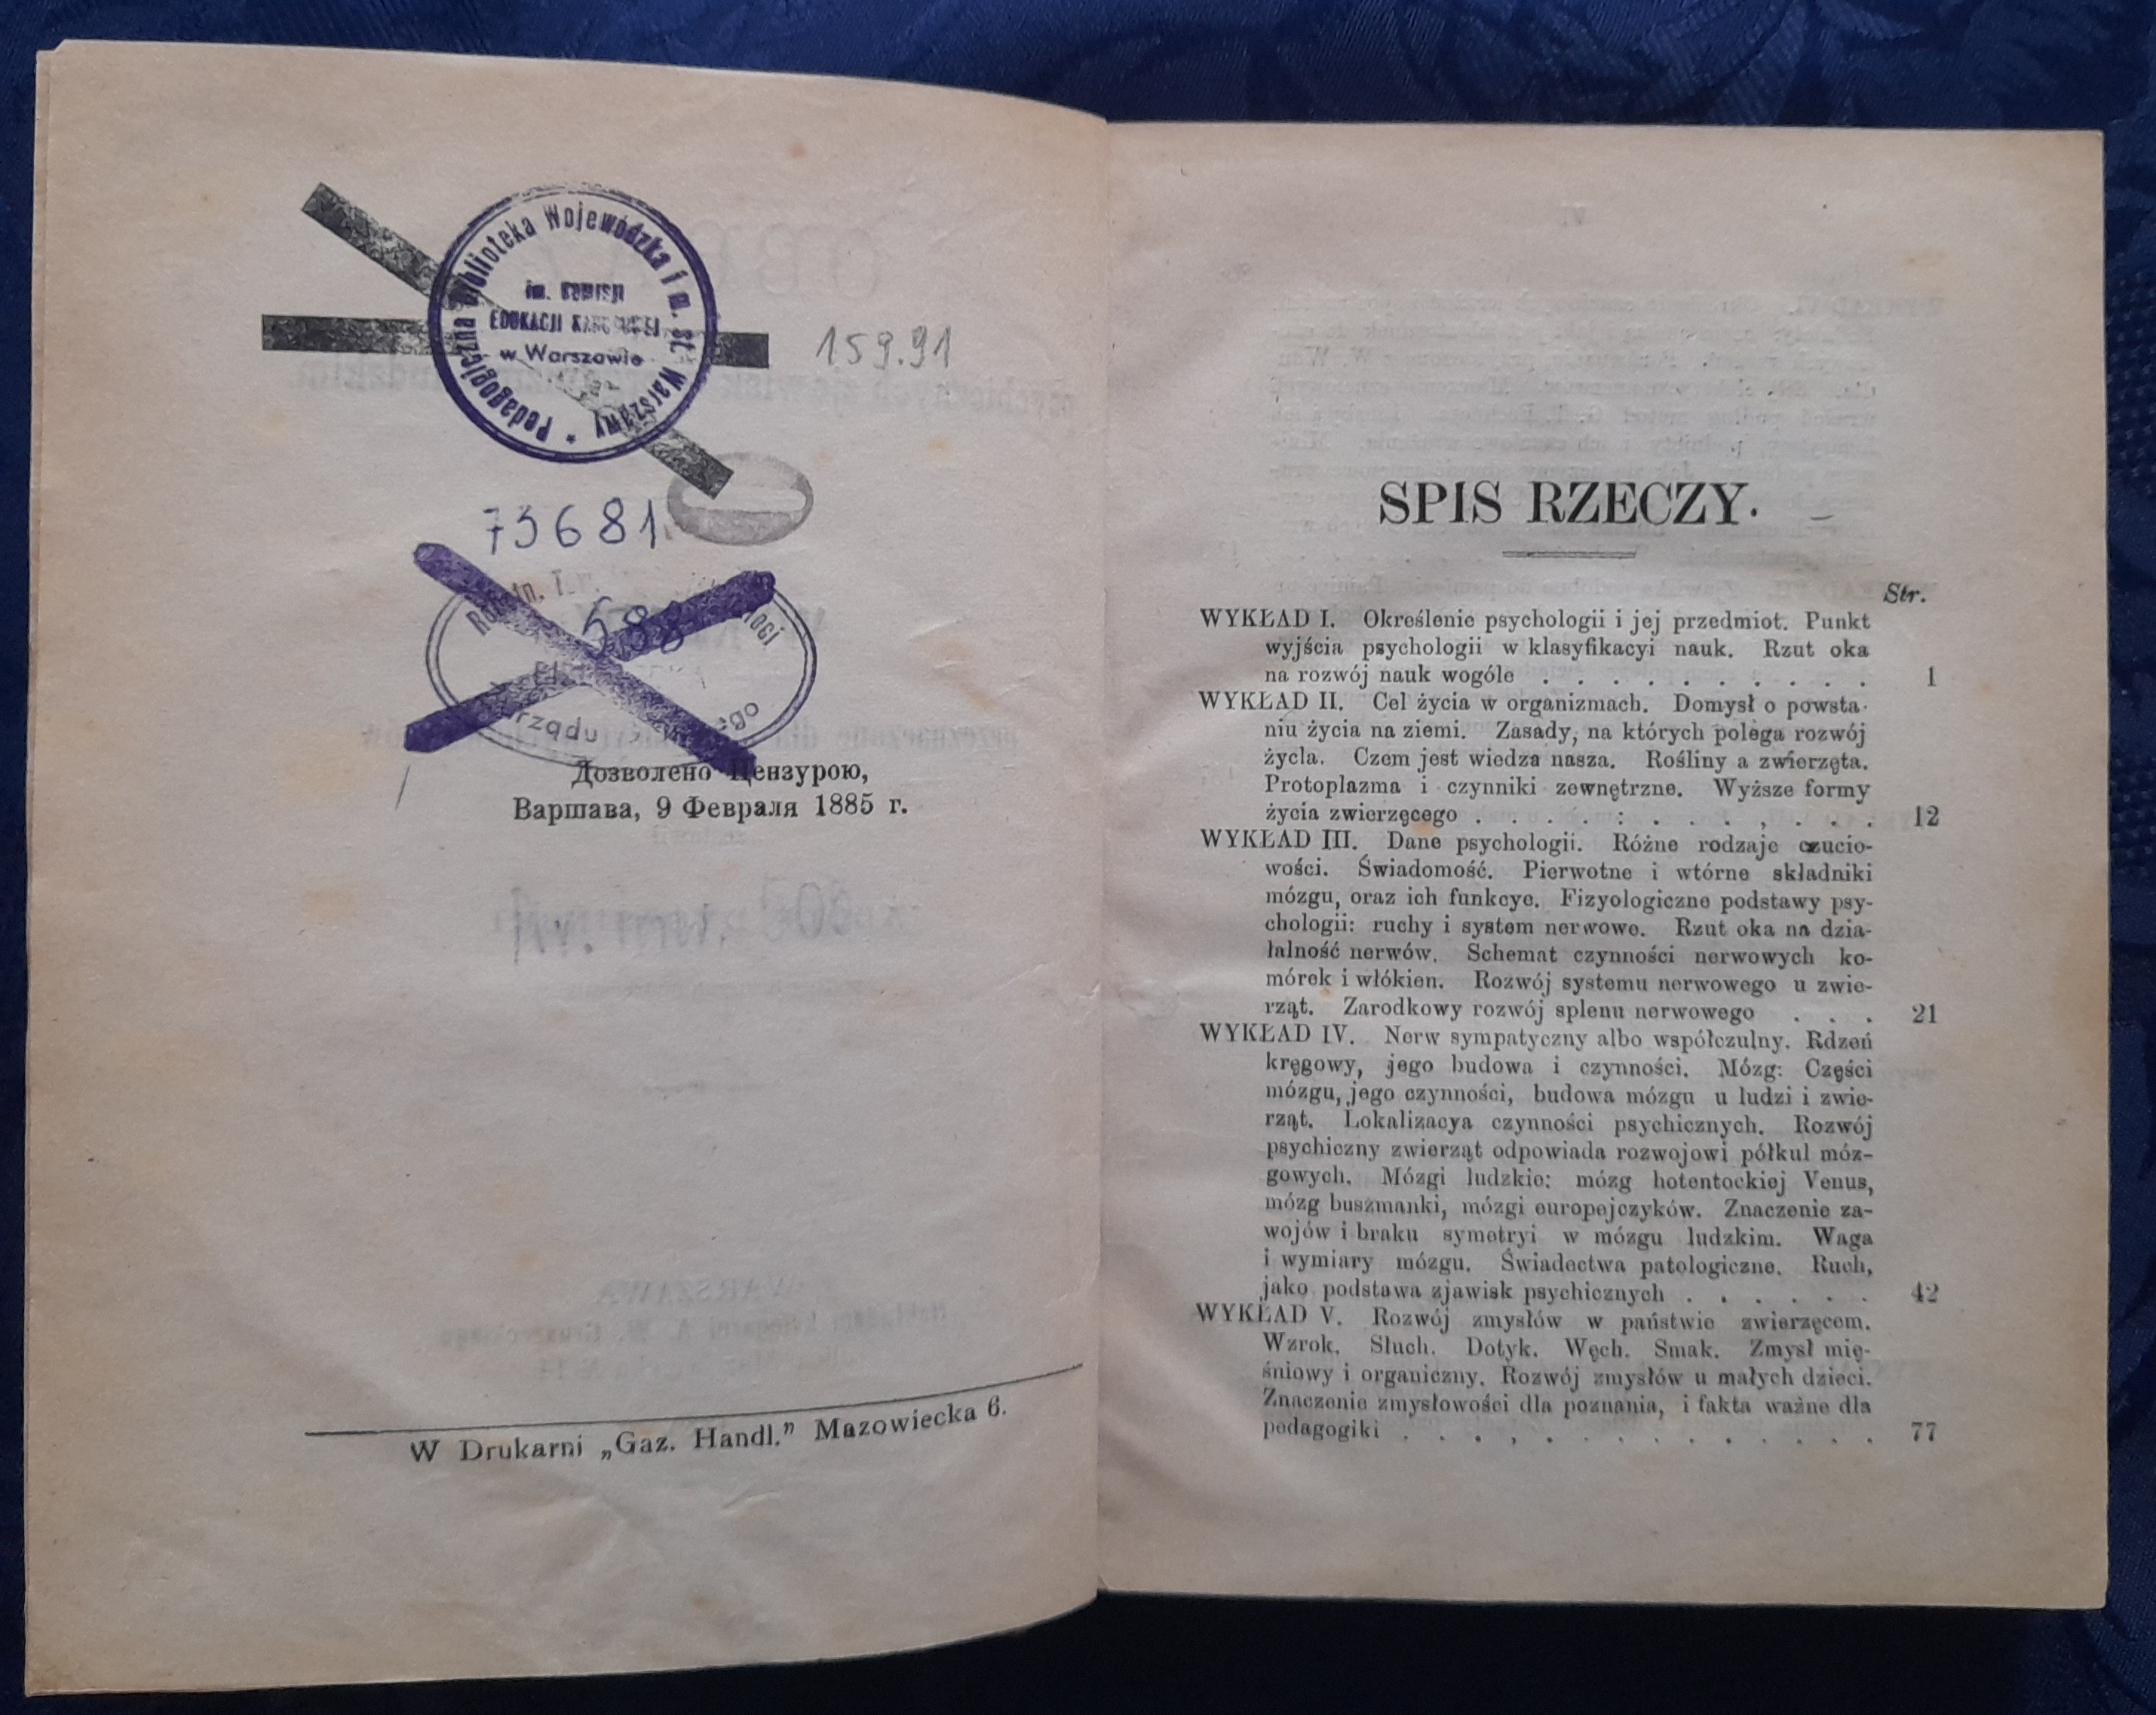 Pedagogiczna Biblioteka Wojewódzka i m. st. Warszawy *
im. Komisji
EDUKACJI NARODOWEJ
w Warszawie
159.91
73681
588
Дозволено Цензурою,
Варшава, 9 Февраля 1885 г.
W Drukarni „Gaz. Handl.” Mazowiecka 6.
SPIS RZECZY.
Str.
WYKŁAD I. Określenie psychologii i jej przedmiot. Punkt
wyjścia psychologii w klasyfikacyi nauk. Rzut oka
na rozwój nauk wogóle . . . . . . . . . . 1
WYKŁAD II. Cel życia w organizmach. Domysł o powsta-
niu życia na ziemi. Zasady, na których polega rozwój
życla. Czem jest wiedza nasza. Rośliny a zwierzęta.
Protoplazma i czynniki zewnętrzne. Wyższe formy
życia zwierzęcego . . . . : . . . , . . . 12
WYKŁAD III. Dane psychologii. Różne rodzaje czucio-
wości. Świadomość. Pierwotne i wtórne składniki
mózgu, oraz ich funkcye. Fizyologiczne podstawy psy-
chologii: ruchy i system nerwowe. Rzut oka na dzia-
łalność nerwów. Schemat czynności nerwowych ko-
mórek i włókien. Rozwój systemu nerwowego u zwie-
rząt. Zarodkowy rozwój splenu nerwowego . . . 21
WYKŁAD IV. Nerw sympatyczny albo współczulny. Rdzeń
kręgowy, jego budowa i czynności. Mózg: Części
mózgu, jego czynności, budowa mózgu u ludzi i zwie-
rząt. Lokalizacya czynności psychicznych. Rozwój
psychiczny zwierząt odpowiada rozwojowi półkul móz-
gowych. Mózgi ludzkie: mózg hotentockiej Venus,
mózg buszmanki, mózgi europejczyków. Znaczenie za-
wojów i braku symetryi w mózgu ludzkim. Waga
i wymiary mózgu. Świadectwa patologiczne. Ruch,
jako podstawa zjawisk psychicznych . . . . . . 42
WYKŁAD V. Rozwój zmysłów w państwie zwierzęcem.
Wzrok. Słuch. Dotyk. Węch. Smak. Zmysł mię-
śniowy i organiczny. Rozwój zmysłów u małych dzieci.
Znaczenie zmysłowości dla poznania, i fakta ważne dla
pedagogiki . . . , . . . . . . . . . . 77